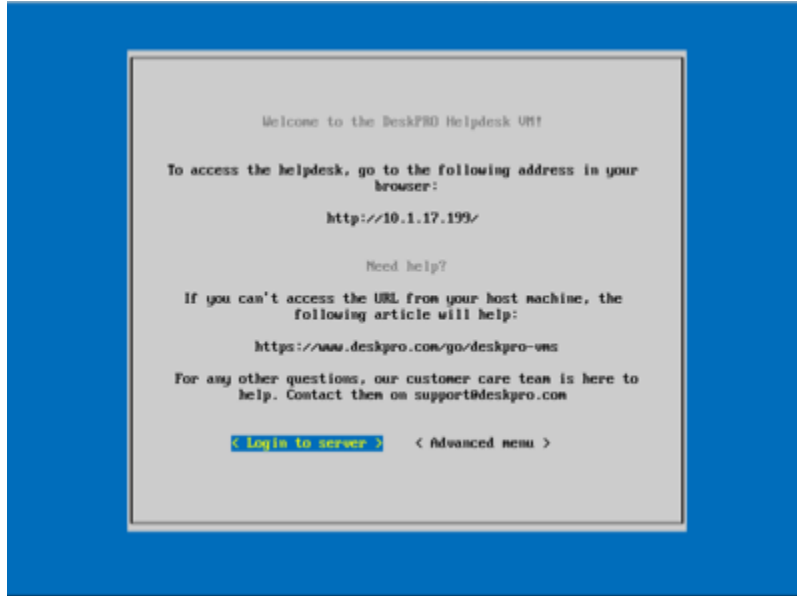 Welcome to the DeskPRO Helpdesk VM!
To access the helpdesk, go to the following address in your
browser:
http://10.1.17.199/
Need help?
If you can't access the URL from your host machine, the
following article will help:
https://www.deskpro.com/go/deskpro-vms
For any other questions, our customer care team is here to
help. Contact them on support@deskpro.com
< Login to server > < Advanced menu >